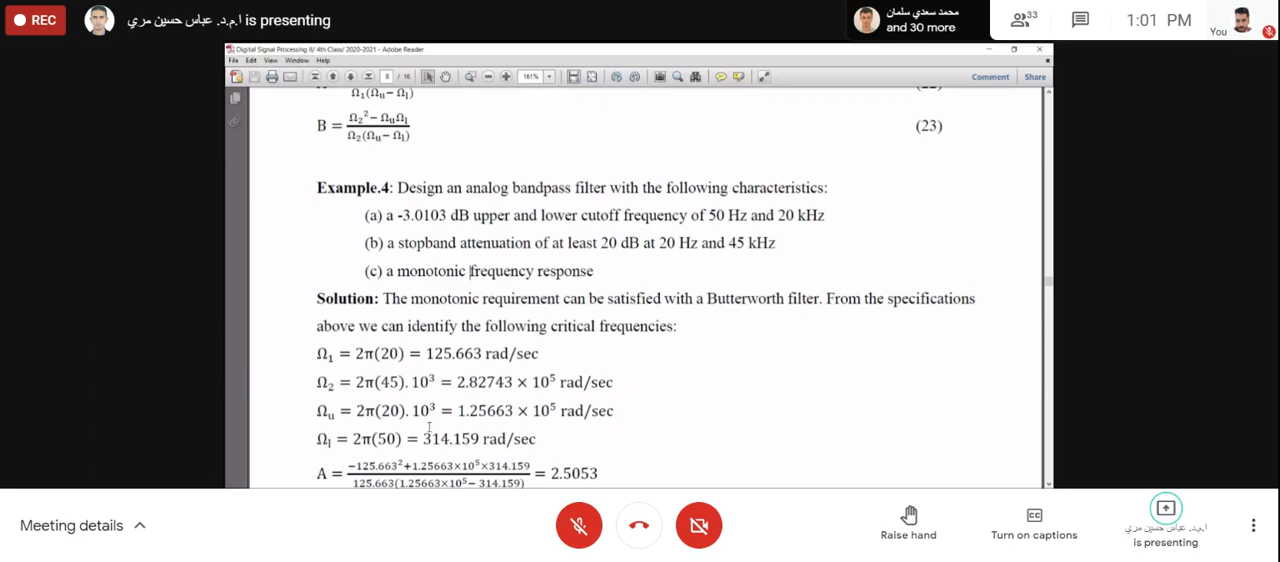 REC
ا.م.د. عباس حسين مري is presenting
محمد سعدي سلمان
and 30 more
33
1:01 PM
You
Digital Signal Processing II/ 4th Class/ 2020-2021 - Adobe Reader
File Edit View Window Help
8 / 16
161%
Comment Share
Ω₁(Ωᵤ− Ωₗ)
B = (Ω₂² − ΩᵤΩₗ) / (Ω₂(Ωᵤ− Ωₗ)) (23)
Example.4: Design an analog bandpass filter with the following characteristics:
(a) a -3.0103 dB upper and lower cutoff frequency of 50 Hz and 20 kHz
(b) a stopband attenuation of at least 20 dB at 20 Hz and 45 kHz
(c) a monotonic frequency response
Solution: The monotonic requirement can be satisfied with a Butterworth filter. From the specifications
above we can identify the following critical frequencies:
Ω₁ = 2π(20) = 125.663 rad/sec
Ω₂ = 2π(45). 10³ = 2.82743 × 10⁵ rad/sec
Ωᵤ = 2π(20). 10³ = 1.25663 × 10⁵ rad/sec
Ωₗ = 2π(50) = 314.159 rad/sec
A = (−125.663²+1.25663×10⁵×314.159) / (125.663(1.25663×10⁵− 314.159)) = 2.5053
Meeting details
Raise hand
Turn on captions
ا.م.د. عباس حسين مري
is presenting